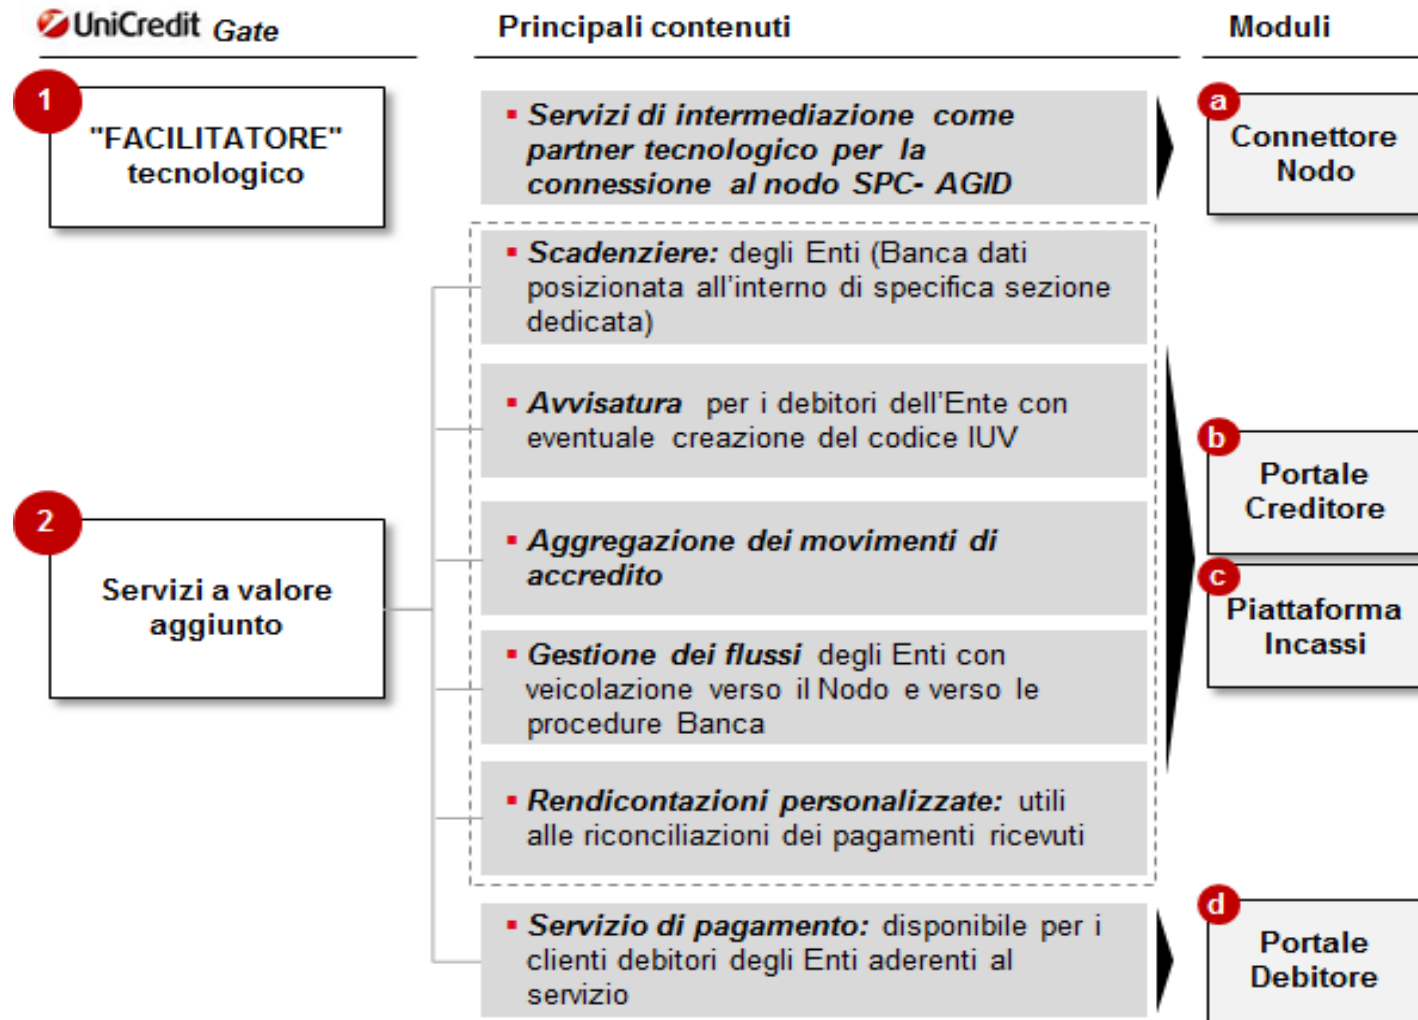 UniCredit Gate
Principali contenuti
Moduli
1
"FACILITATORE"
tecnologico
▪ Servizi di intermediazione come
partner tecnologico per la
connessione al nodo SPC- AGID
a
Connettore
Nodo
2
Servizi a valore
aggiunto
▪ Scadenziere: degli Enti (Banca dati
posizionata all'interno di specifica sezione
dedicata)
▪ Avvisatura per i debitori dell'Ente con
eventuale creazione del codice IUV
▪ Aggregazione dei movimenti di
accredito
▪ Gestione dei flussi degli Enti con
veicolazione verso il Nodo e verso le
procedure Banca
▪ Rendicontazioni personalizzate: utili
alle riconciliazioni dei pagamenti ricevuti
b
Portale
Creditore
c
Piattaforma
Incassi
▪ Servizio di pagamento: disponibile per i
clienti debitori degli Enti aderenti al
servizio
d
Portale
Debitore